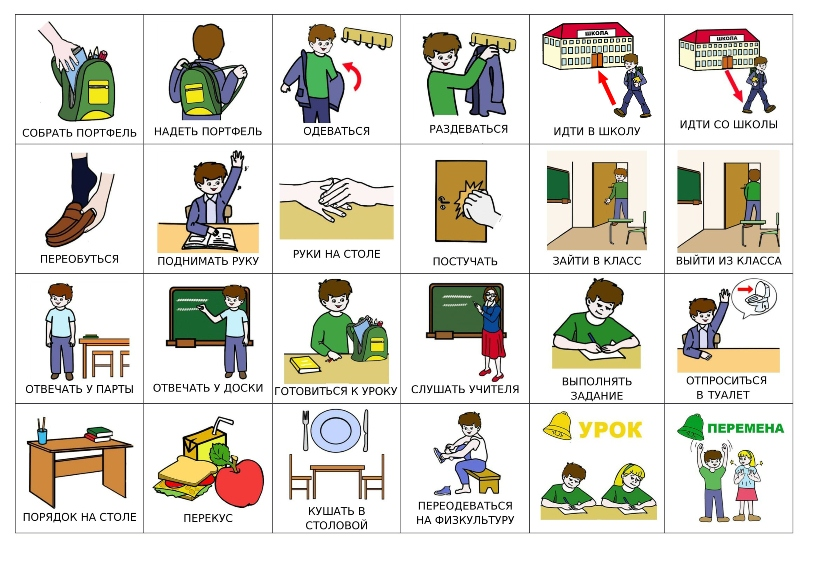 СОБРАТЬ ПОРТФЕЛЬ
НАДЕТЬ ПОРТФЕЛЬ
ОДЕВАТЬСЯ
РАЗДЕВАТЬСЯ
ШКОЛА
ИДТИ В ШКОЛУ
ШКОЛА
ИДТИ СО ШКОЛЫ
ПЕРЕОБУТЬСЯ
ПОДНИМАТЬ РУКУ
РУКИ НА СТОЛЕ
ПОСТУЧАТЬ
ЗАЙТИ В КЛАСС
ВЫЙТИ ИЗ КЛАССА
ОТВЕЧАТЬ У ПАРТЫ
ОТВЕЧАТЬ У ДОСКИ
ГОТОВИТЬСЯ К УРОКУ
СЛУШАТЬ УЧИТЕЛЯ
ВЫПОЛНЯТЬ
ЗАДАНИЕ
ОТПРОСИТЬСЯ
В ТУАЛЕТ
ПОРЯДОК НА СТОЛЕ
ПЕРЕКУС
КУШАТЬ В
СТОЛОВОЙ
ПЕРЕОДЕВАТЬСЯ
НА ФИЗКУЛЬТУРУ
УРОК
ПЕРЕМЕНА